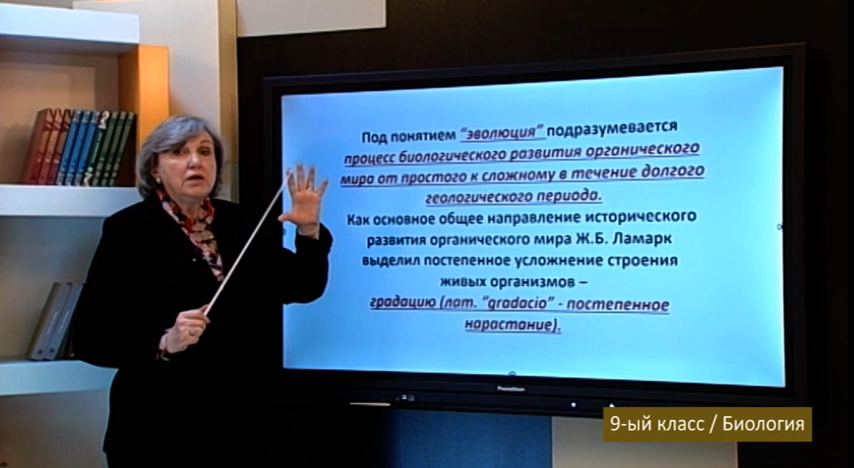 Под понятием “эволюция” подразумевается
процесс биологического развития органического
мира от простого к сложному в течение долгого
геологического периода.
Как основное общее направление исторического
развития органического мира Ж.Б. Ламарк
выделил постепенное усложнение строения
живых организмов –
градацию (лат. “gradacio” - постепенное
нарастание).
Promethean
9-ый класс / Биология